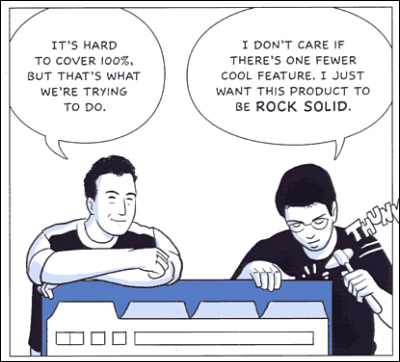 IT'S HARD
TO COVER 100%,
BUT THAT'S WHAT
WE'RE TRYING
TO DO.
I DON'T CARE IF
THERE'S ONE FEWER
COOL FEATURE. I JUST
WANT THIS PRODUCT TO
BE ROCK SOLID.
THUNK